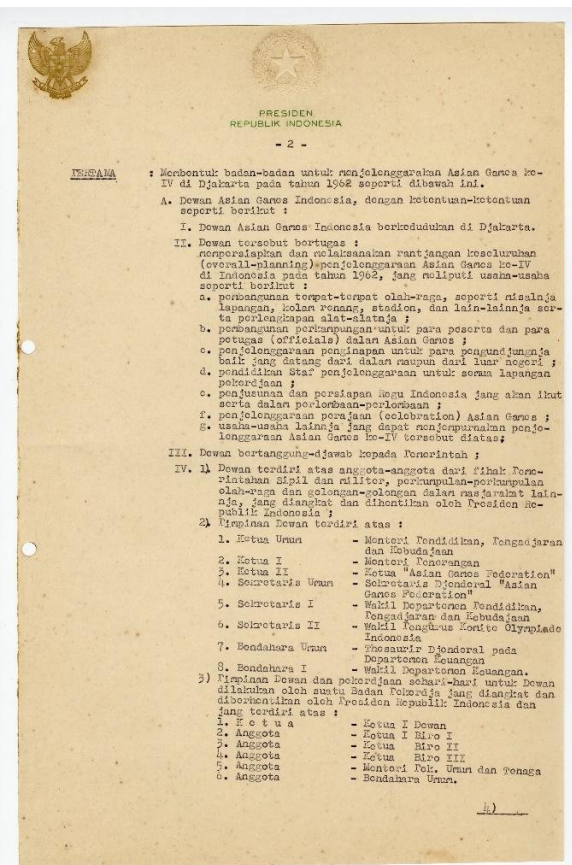 PRESIDEN
REPUBLIK INDONESIA
- 2 -
PERTAMA : Membentuk badan-badan untuk menjelenggarakan Asian Games ke-
IV di Djakarta pada tahun 1962 seperti dibawah ini.
A. Dewan Asian Games Indonesia, dengan ketentuan-ketentuan
seperti berikut :
I. Dewan Asian Games Indonesia berkedudukan di Djakarta.
II. Dewan tersebut bertugas :
mempersiapkan dan melaksanakan rantjangan keseluruhan
(overall-planning) penjelenggaraan Asian Games ke-IV
di Indonesia pada tahun 1962, jang meliputi usaha-usaha
seperti berikut :
a. pembangunan tempat-tempat olah-raga, seperti misalnja
lapangan, kolam renang, stadion, dan lain-lainnja ser-
ta perlengkapan alat-alatnja ;
b. pembangunan perkampungan untuk para peserta dan para
petugas (officials) dalam Asian Games ;
c. penjelenggaraan penginapan untuk para pengundjungnja
baik jang datang dari dalam maupun dari luar negeri ;
d. pendidikan Staf penjelenggaraan untuk semua lapangan
pekerdjaan ;
e. penjusunan dan persiapan Regu Indonesia jang akan ikut
serta dalam perlombaan-perlombaan ;
f. penjelenggaraan perajaan (celebration) Asian Games ;
g. usaha-usaha lainnja jang dapat menjempurnakan penje-
lenggaraan Asian Games ke-IV tersebut diatas;
III. Dewan bertanggung-djawab kepada Pemerintah ;
IV. 1) Dewan terdiri atas anggota-anggota dari fihak Peme-
rintahan Sipil dan militer, perkumpulan-perkumpulan
olah-raga dan golongan-golongan dalam masjarakat lain-
nja, jang diangkat dan dihentikan oleh Presiden Re-
publik Indonesia ;
2) Pimpinan Dewan terdiri atas :
1. Ketua Umum - Menteri Pendidikan, Pengadjaran
dan Kebudajaan
2. Ketua I - Menteri Penerangan
3. Ketua II - Ketua "Asian Games Federation"
4. Sekretaris Umum - Sekretaris Djenderal "Asian
Games Federation"
5. Sekretaris I - Wakil Departemen Pendidikan,
Pengadjaran dan Kebudajaan
6. Sekretaris II - Wakil Pengurus Komite Olympiade
Indonesia
7. Bendahara Umum - Thesaurir Djenderal pada
Departemen Keuangan
8. Bendahara I - Wakil Departemen Keuangan.
3) Pimpinan Dewan dan pekerdjaan sehari-hari untuk Dewan
dilakukan oleh suatu Badan Pekerdja jang diangkat dan
diberhentikan oleh Presiden Republik Indonesia dan
jang terdiri atas :
1. K e t u a - Ketua I Dewan
2. Anggota - Ketua I Biro I
3. Anggota - Ketua Biro II
4. Anggota - Ketua Biro III
5. Anggota - Menteri Pek. Umum dan Tenaga
6. Anggota - Bendahara Umum.
4)